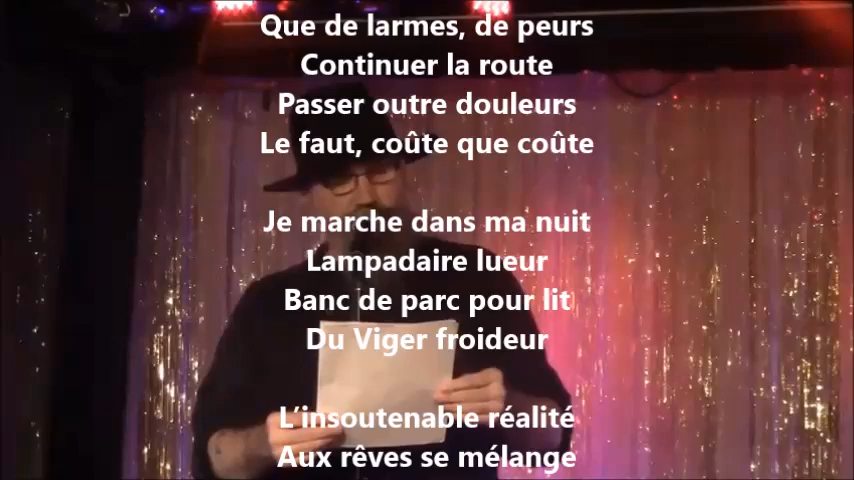 Que de larmes, de peurs
Continuer la route
Passer outre douleurs
Le faut, coûte que coûte
Je marche dans ma nuit
Lampadaire lueur
Banc de parc pour lit
Du Viger froideur
L'insoutenable réalité
Aux rêves se mélange